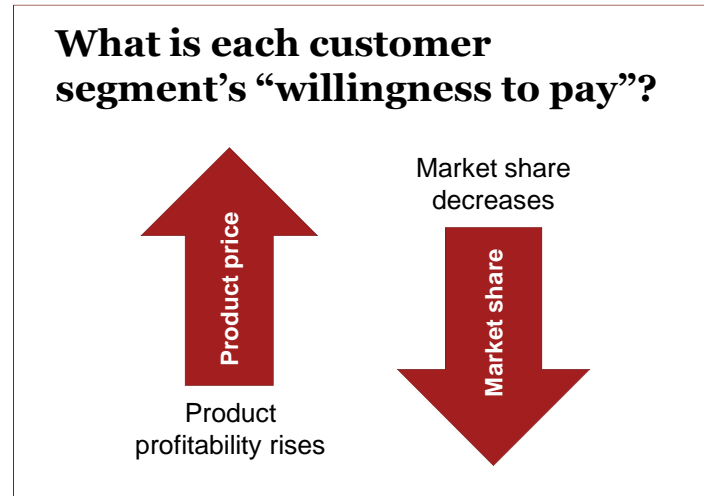 What is each customer
segment’s “willingness to pay”?
Product price
Product
profitability rises
Market share
decreases
Market share